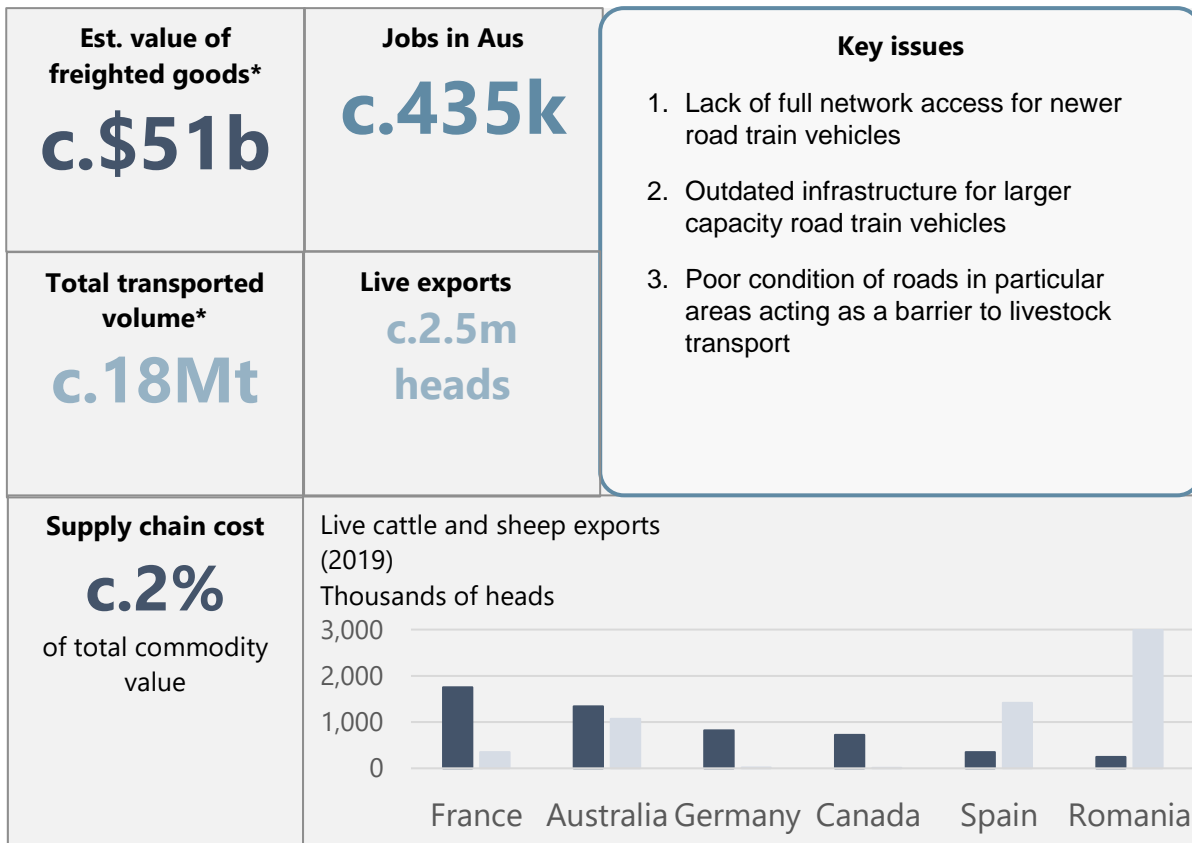 Est. value of
freighted goods*
c.$51b
Jobs in Aus
c.435k
Key issues
1. Lack of full network access for newer
road train vehicles
2. Outdated infrastructure for larger
capacity road train vehicles
3. Poor condition of roads in particular
areas acting as a barrier to livestock
transport
Total transported
volume*
c.18Mt
Live exports
c.2.5m
heads
Supply chain cost
c.2%
of total commodity
value
Live cattle and sheep exports
(2019)
Thousands of heads
3,000
2,000
1,000
0
France Australia Germany Canada Spain Romania